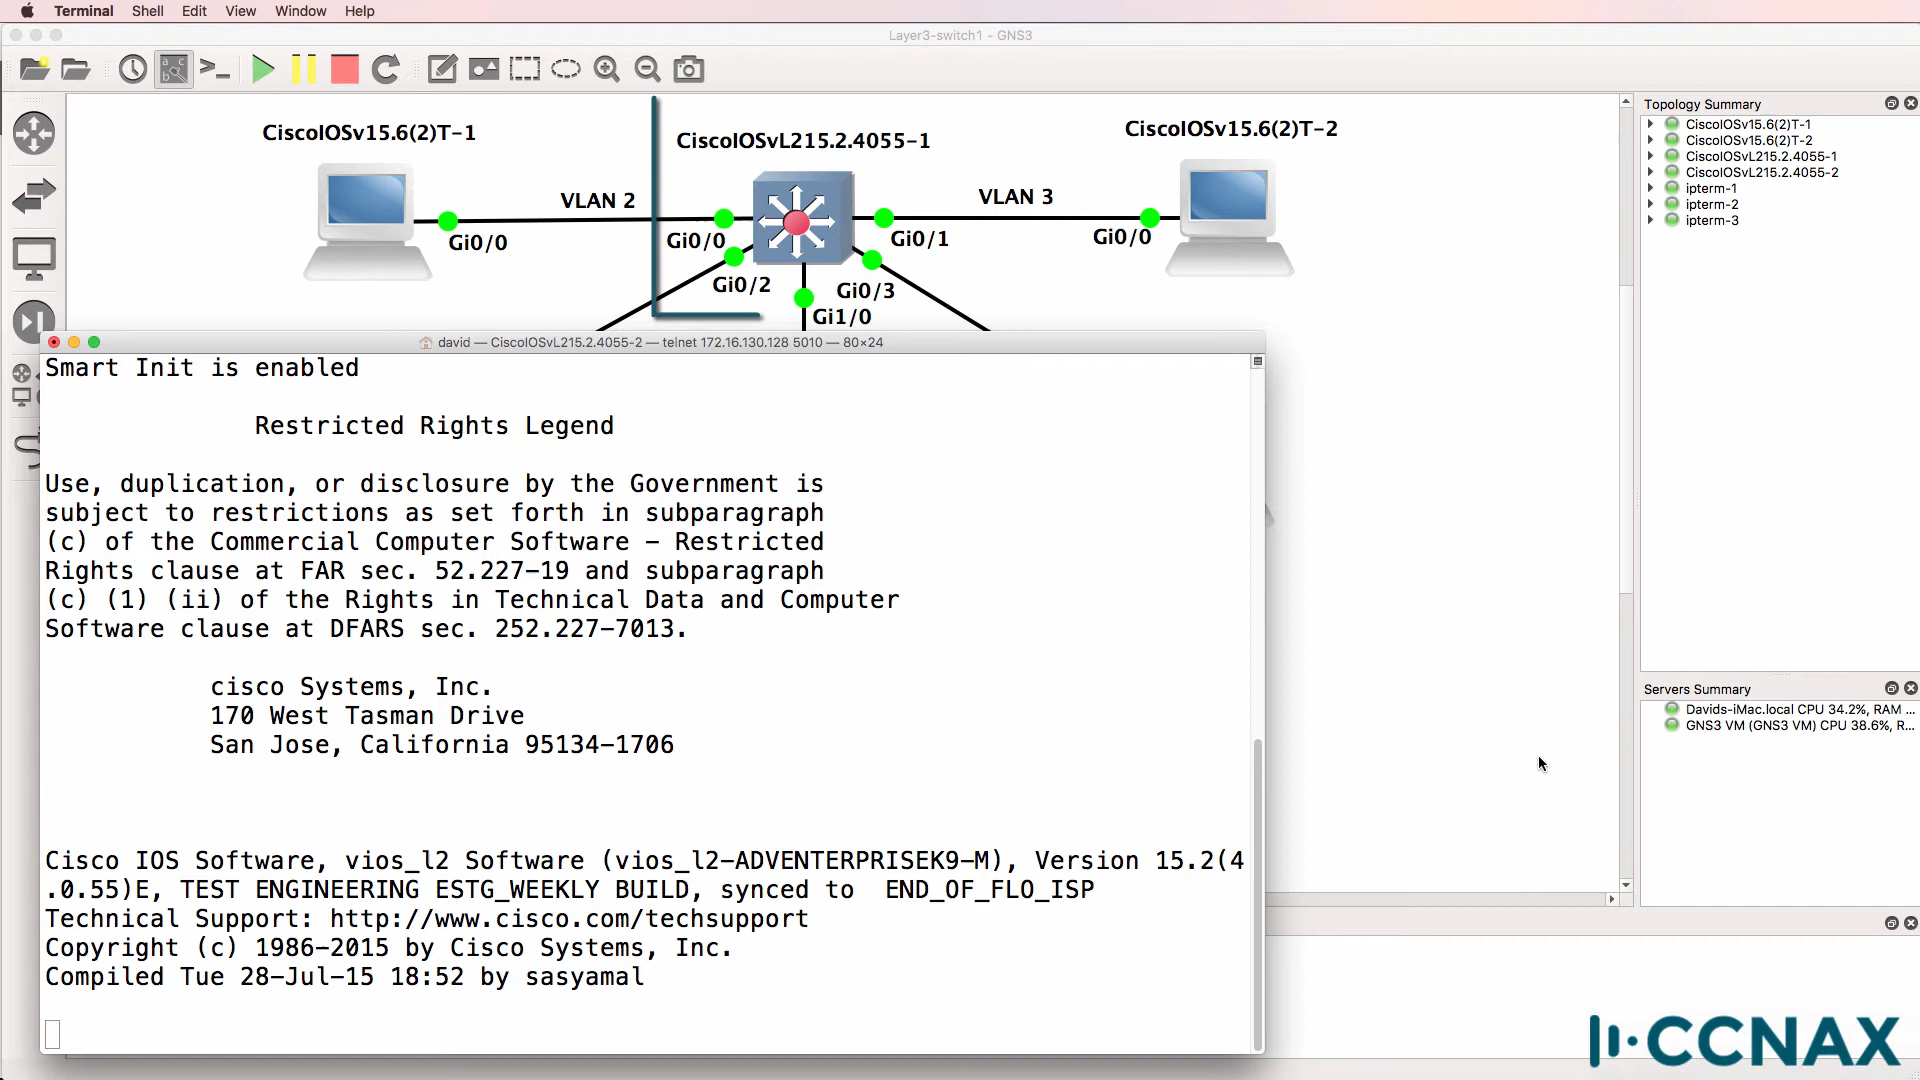 Terminal Shell Edit View Window Help
Layer3-switch1 - GNS3
CiscoIOSv15.6(2)T-1
CiscoIOSvL215.2.4055-1
CiscoIOSv15.6(2)T-2
VLAN 2
VLAN 3
Gi0/0
Gi0/0
Gi0/1
Gi0/0
Gi0/2
Gi0/3
Gi1/0
Topology Summary
CiscoIOSv15.6(2)T-1
CiscoIOSv15.6(2)T-2
CiscoIOSvL215.2.4055-1
CiscoIOSvL215.2.4055-2
ipterm-1
ipterm-2
ipterm-3
Servers Summary
Davids-iMac.local CPU 34.2%, RAM ...
GNS3 VM (GNS3 VM) CPU 38.6%, R...
david — CiscoIOSvL215.2.4055-2 — telnet 172.16.130.128 5010 — 80×24
Smart Init is enabled
Restricted Rights Legend
Use, duplication, or disclosure by the Government is
subject to restrictions as set forth in subparagraph
(c) of the Commercial Computer Software - Restricted
Rights clause at FAR sec. 52.227-19 and subparagraph
(c) (1) (ii) of the Rights in Technical Data and Computer
Software clause at DFARS sec. 252.227-7013.
cisco Systems, Inc.
170 West Tasman Drive
San Jose, California 95134-1706
Cisco IOS Software, vios_l2 Software (vios_l2-ADVENTERPRISEK9-M), Version 15.2(4
.0.55)E, TEST ENGINEERING ESTG_WEEKLY BUILD, synced to  END_OF_FLO_ISP
Technical Support: http://www.cisco.com/techsupport
Copyright (c) 1986-2015 by Cisco Systems, Inc.
Compiled Tue 28-Jul-15 18:52 by sasyamal
CCNAX